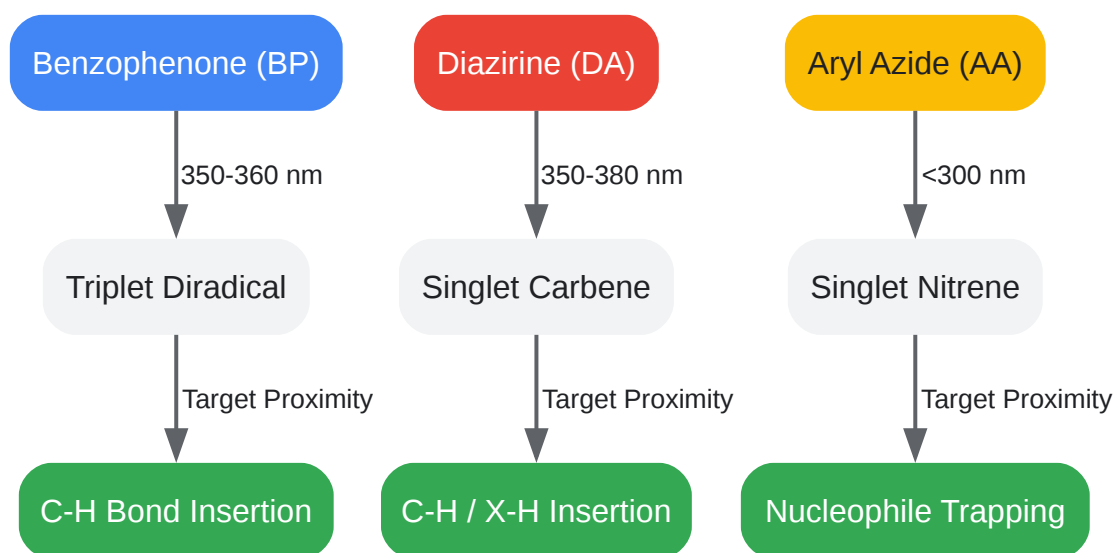 Benzophenone (BP)
Diazirine (DA)
Aryl Azide (AA)
350-360 nm
350-380 nm
<300 nm
Triplet Diradical
Singlet Carbene
Singlet Nitrene
Target Proximity
Target Proximity
Target Proximity
C-H Bond Insertion
C-H / X-H Insertion
Nucleophile Trapping